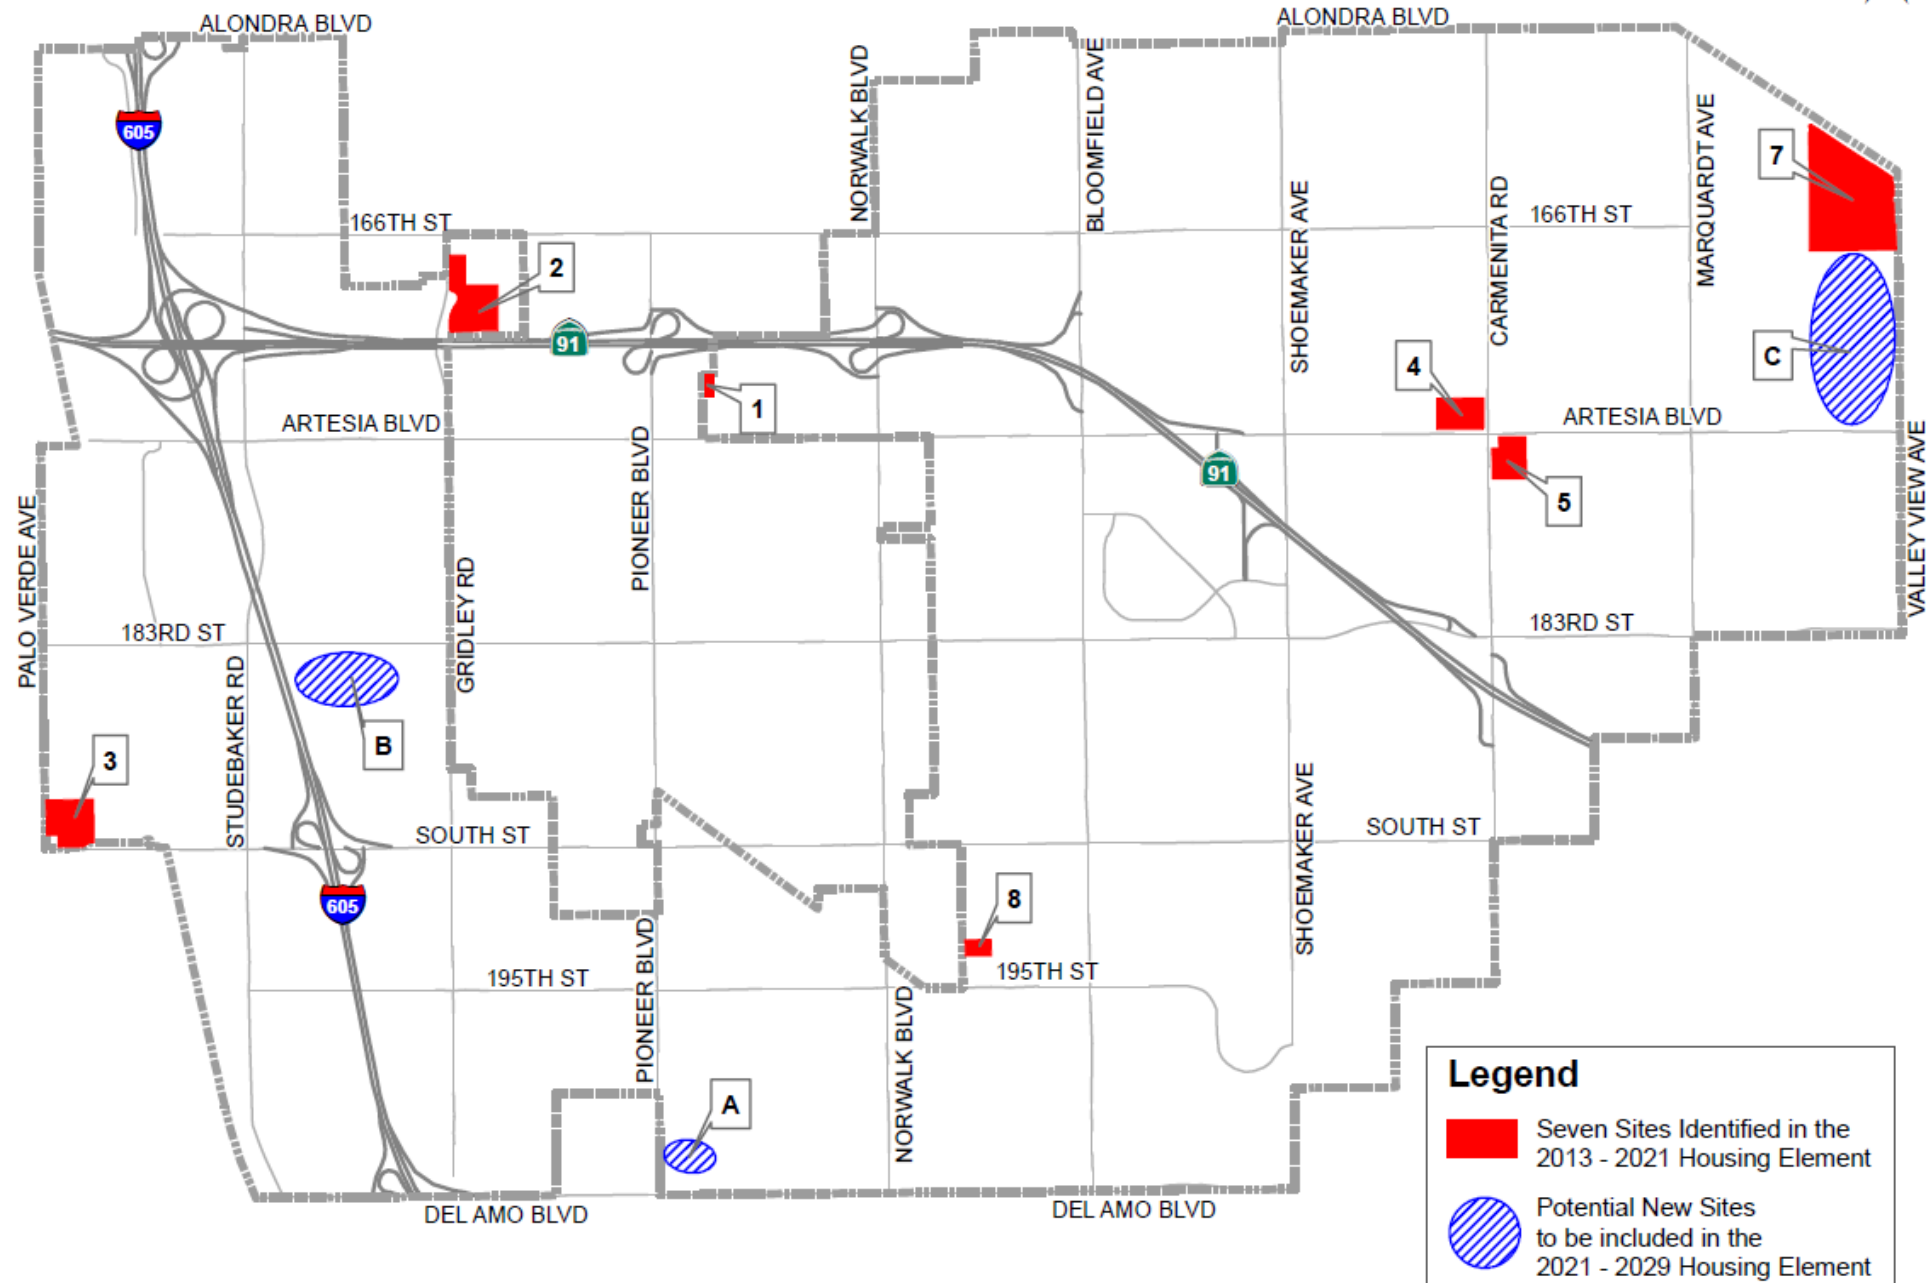 ALONDRA BLVD
ALONDRA BLVD
605
NORWALK BLVD
BLOOMFIELD AVE
MARQUARDT AVE
7
166TH ST
166TH ST
SHOEMAKER AVE
CARMENITA RD
2
91
C
4
1
ARTESIA BLVD
ARTESIA BLVD
PIONEER BLVD
91
5
PALO VERDE AVE
VALLEY VIEW AVE
GRIDLEY RD
183RD ST
183RD ST
STUDEBAKER RD
B
3
SHOEMAKER AVE
SOUTH ST
SOUTH ST
605
8
195TH ST
195TH ST
PIONEER BLVD
NORWALK BLVD
A
DEL AMO BLVD
DEL AMO BLVD
Legend
Seven Sites Identified in the
2013 - 2021 Housing Element
Potential New Sites
to be included in the
2021 - 2029 Housing Element